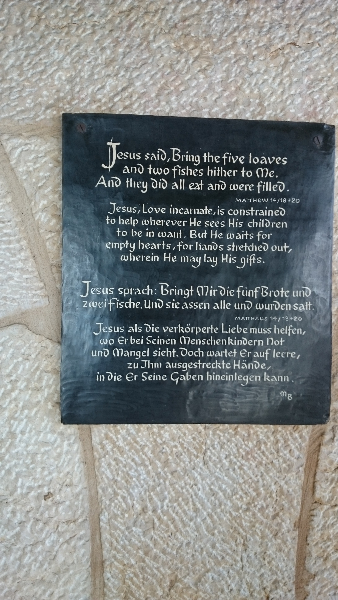 Jesus said, Bring the five loaves
and two fishes hither to Me.
And they did all eat and were filled.
MATTHEW 14/18+20
Jesus, Love incarnate, is constrained
to help wherever He sees His children
to be in want. But He waits for
empty hearts, for hands stretched out,
wherein He may lay His gifts.
Jesus sprach: Bringt Mir die fünf Brote und
zwei Fische. Und sie assen alle und wurden satt.
MATTHÄUS 14/18+20
Jesus als die verkörperte Liebe muss helfen,
wo Er bei Seinen Menschenkindern Not
und Mangel sieht. Doch wartet Er auf leere,
zu Ihm ausgestreckte Hände,
in die Er Seine Gaben hineinlegen kann.
MB